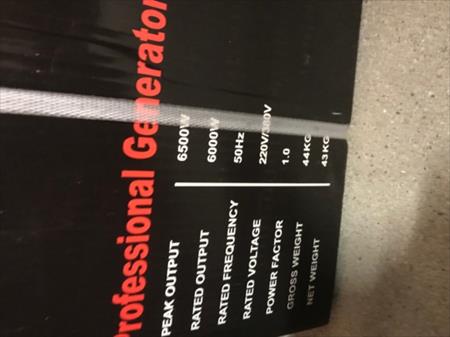 Professional Generator
PEAK OUTPUT 6500W
RATED OUTPUT 6000W
RATED FREQUENCY 50Hz
RATED VOLTAGE 220V/380V
POWER FACTOR 1.0
GROSS WEIGHT 44KG
NET WEIGHT 43KG